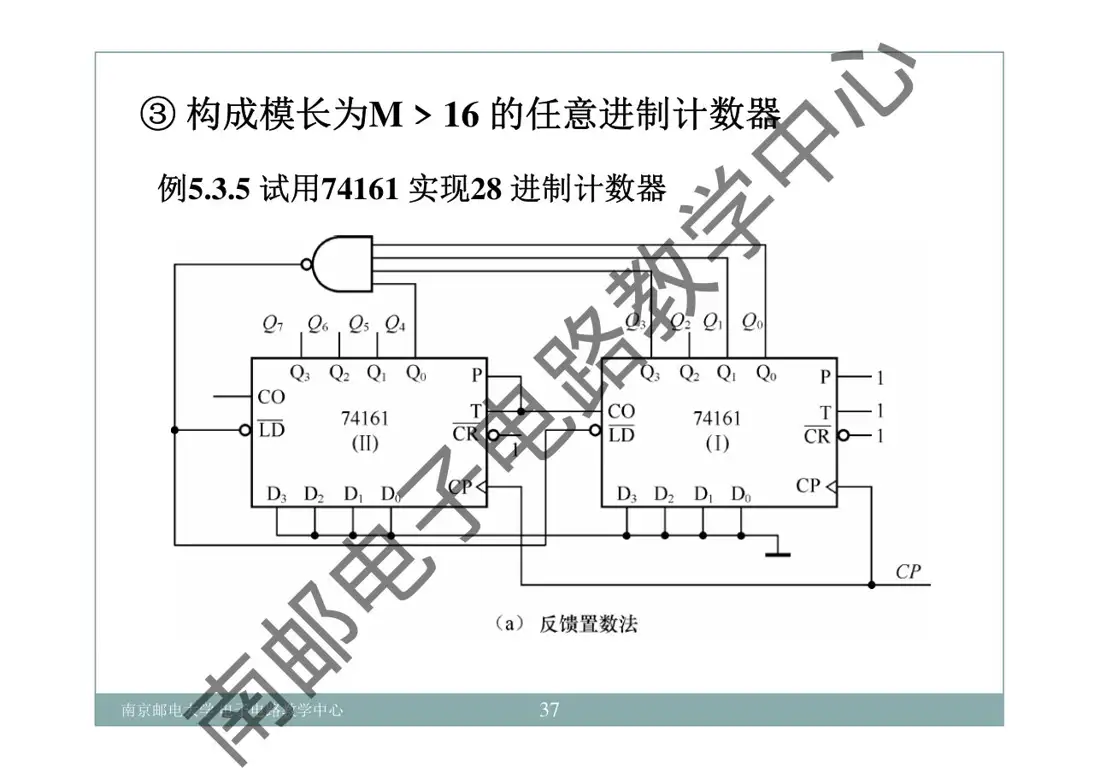 ③ 构成模长为M > 16 的任意进制计数器
例5.3.5 试用74161 实现28 进制计数器
Q7 Q6 Q5 Q4 Q3 Q2 Q1 Q0
Q3 Q2 Q1 Q0 P Q3 Q2 Q1 Q0 P 1
CO T CO T 1
LD 74161 CR LD 74161 CR 1
(II) 1 (I)
CP CP
D3 D2 D1 D0 D3 D2 D1 D0
CP
（a） 反馈置数法
南京邮电大学 电子电路教学中心 37
南邮电子电路教学中心